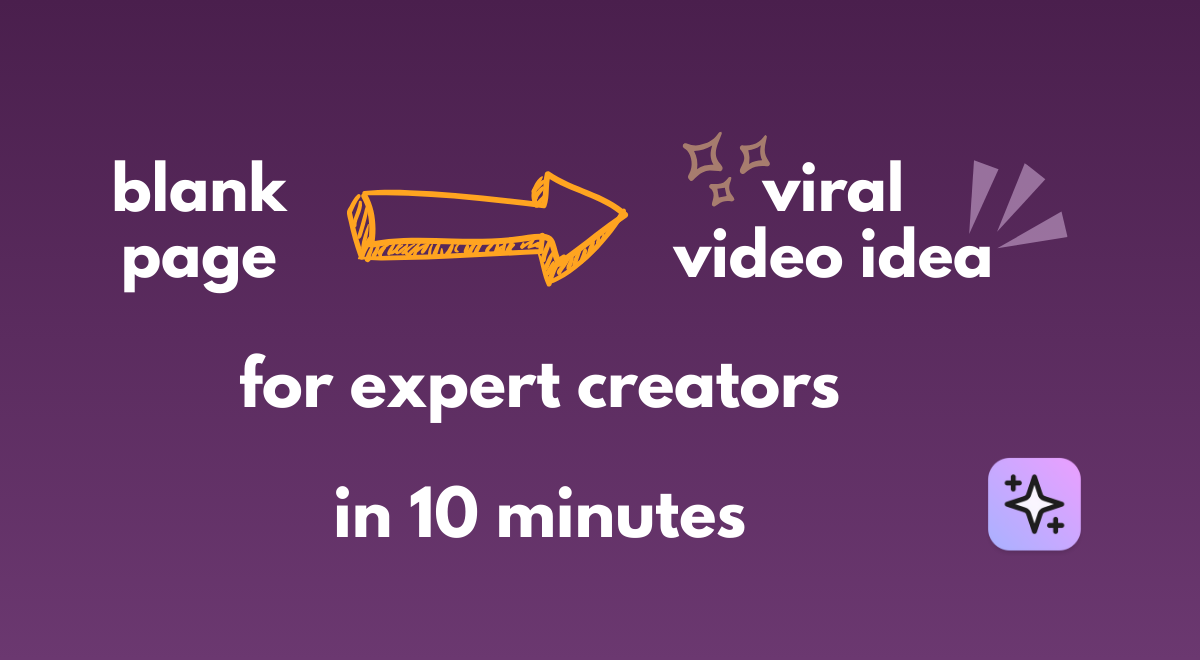 blank
page
viral
video idea
for expert creators
in 10 minutes